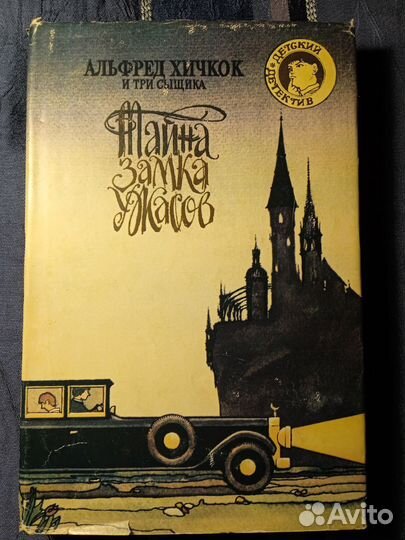 АЛЬФРЕД ХИЧКОК
И ТРИ СЫЩИКА
Тайна
замка
Ужасов
ДЕТСКИЙ
ДЕТЕКТИВ
Avito